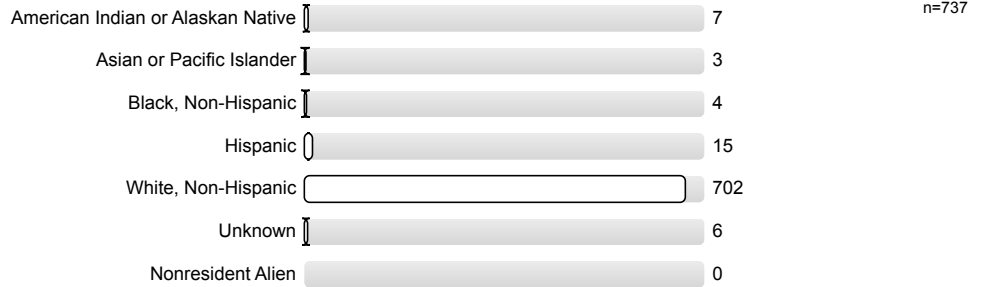 American Indian or Alaskan Native 7 n=737
Asian or Pacific Islander 3
Black, Non-Hispanic 4
Hispanic 15
White, Non-Hispanic 702
Unknown 6
Nonresident Alien 0